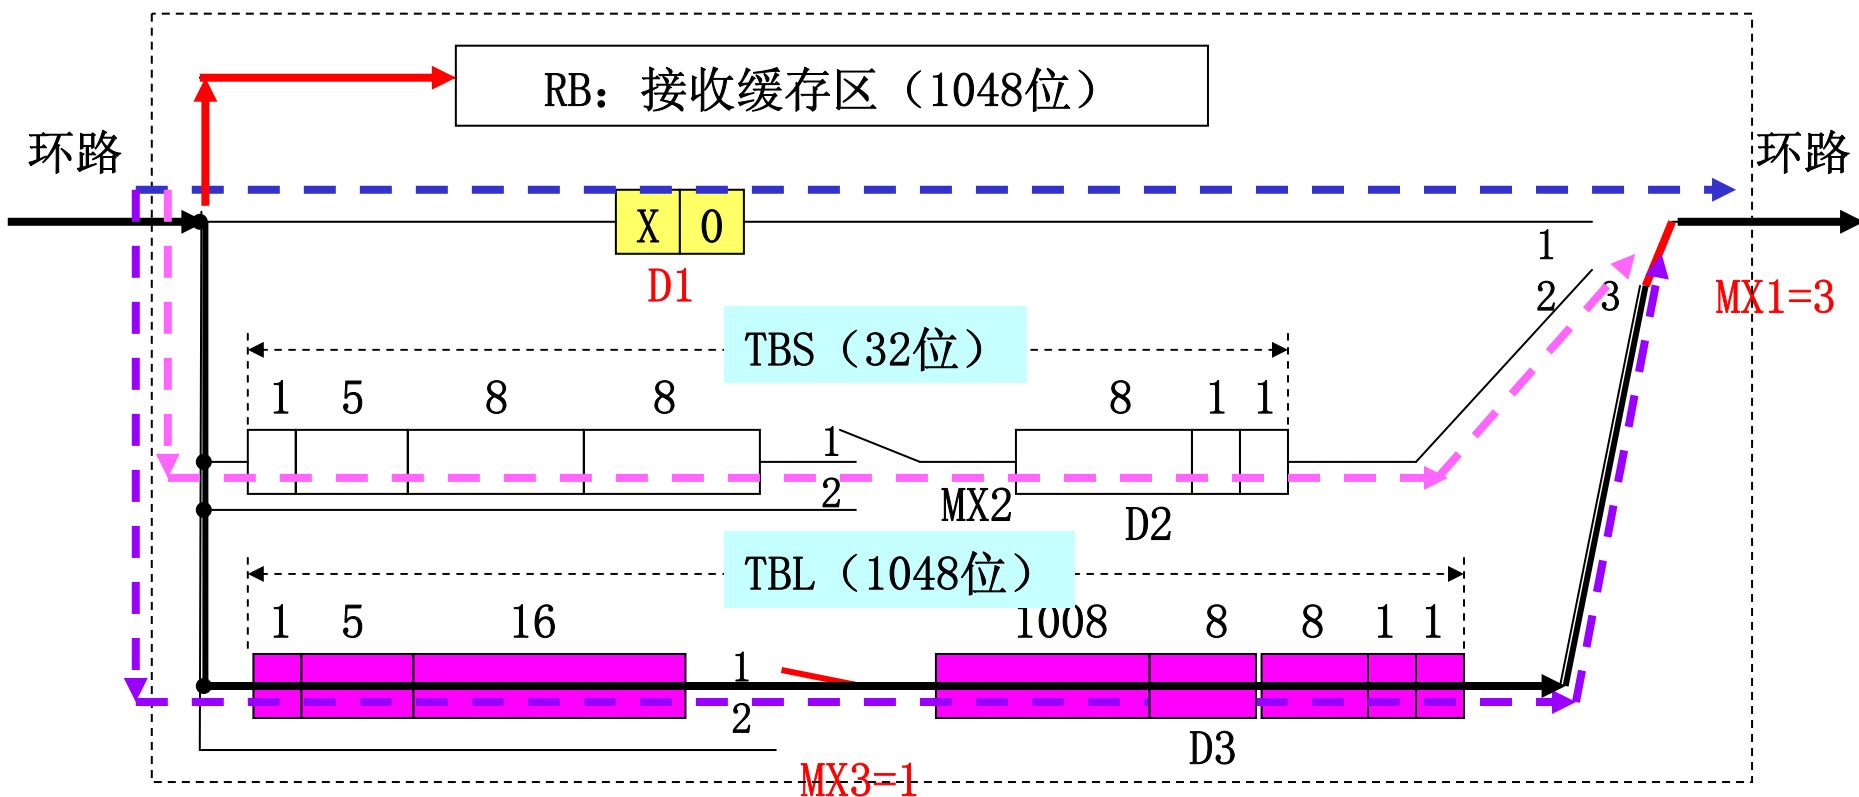 RB：接收缓存区（1048位）
环路
环路
X 0
D1
1
2 3
MX1=3
TBS（32位）
1 5 8 8 8 1 1
1
2
MX2
D2
TBL（1048位）
1 5 16 1008 8 8 1 1
1
2
D3
MX3=1